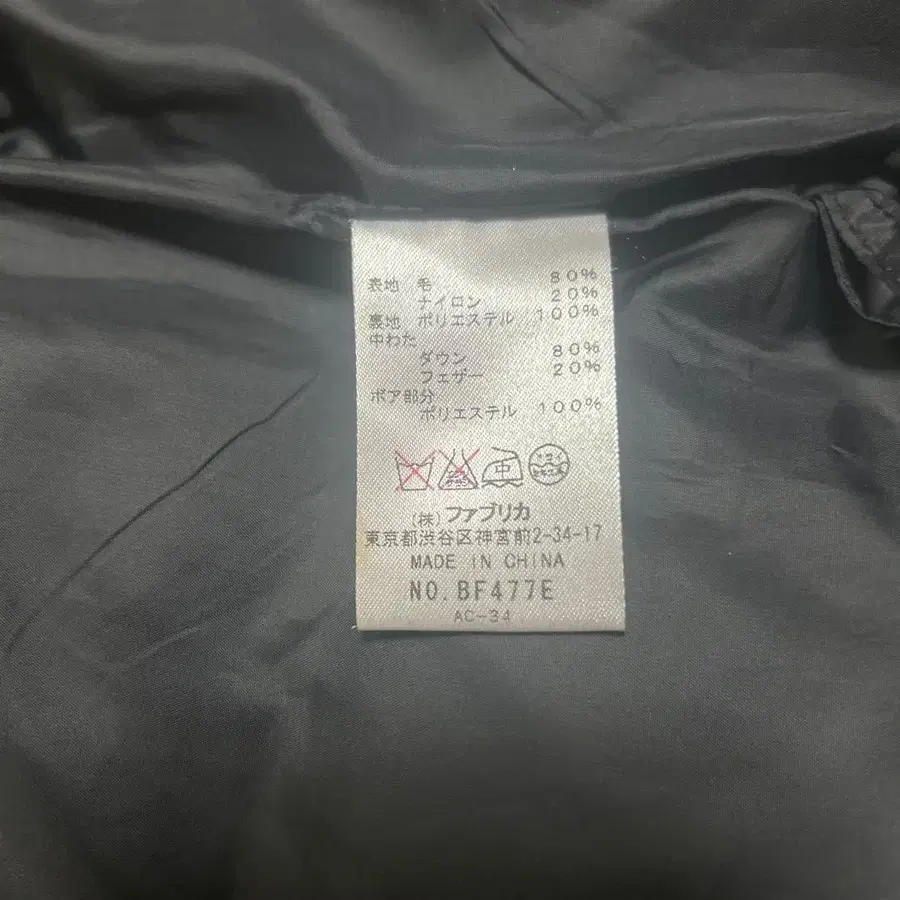 表地 毛 80%
ナイロン 20%
裏地 ポリエステル 100%
中わた
ダウン 80%
フェザー 20%
ボア部分
ポリエステル 100%
中
(株)ファブリカ
東京都渋谷区神宮前2-34-17
MADE IN CHINA
NO.BF477E
AC-34